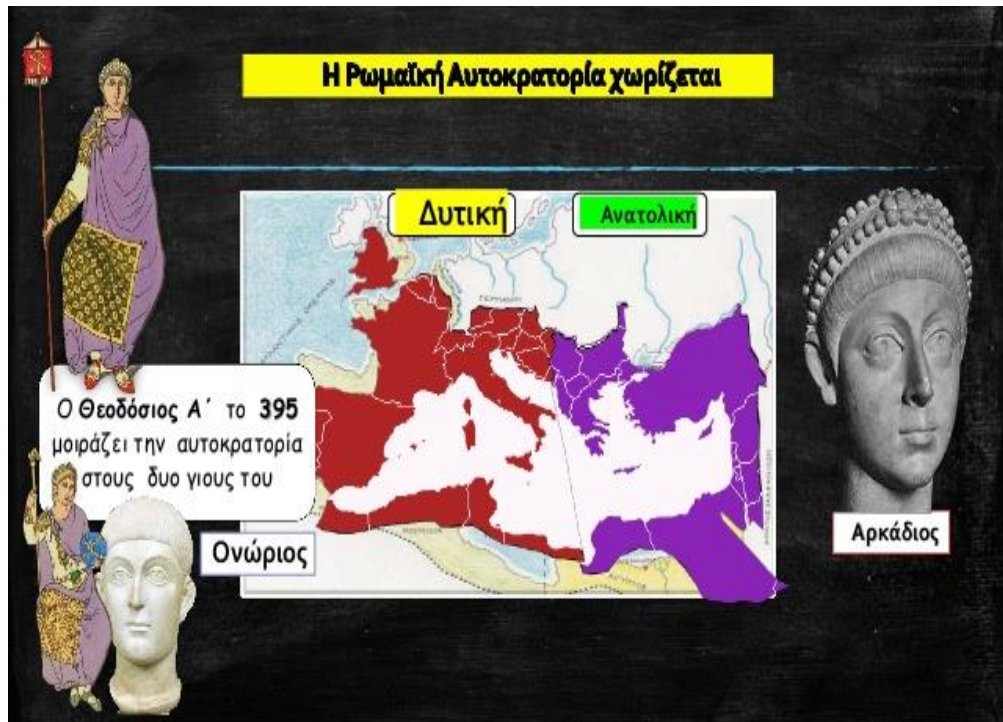 Η Ρωμαϊκή Αυτοκρατορία χωρίζεται
Δυτική
Ανατολική
Ο Θεοδόσιος Α΄ το 395
μοιράζει την αυτοκρατορία
στους δυο γιους του
Ονώριος
Αρκάδιος